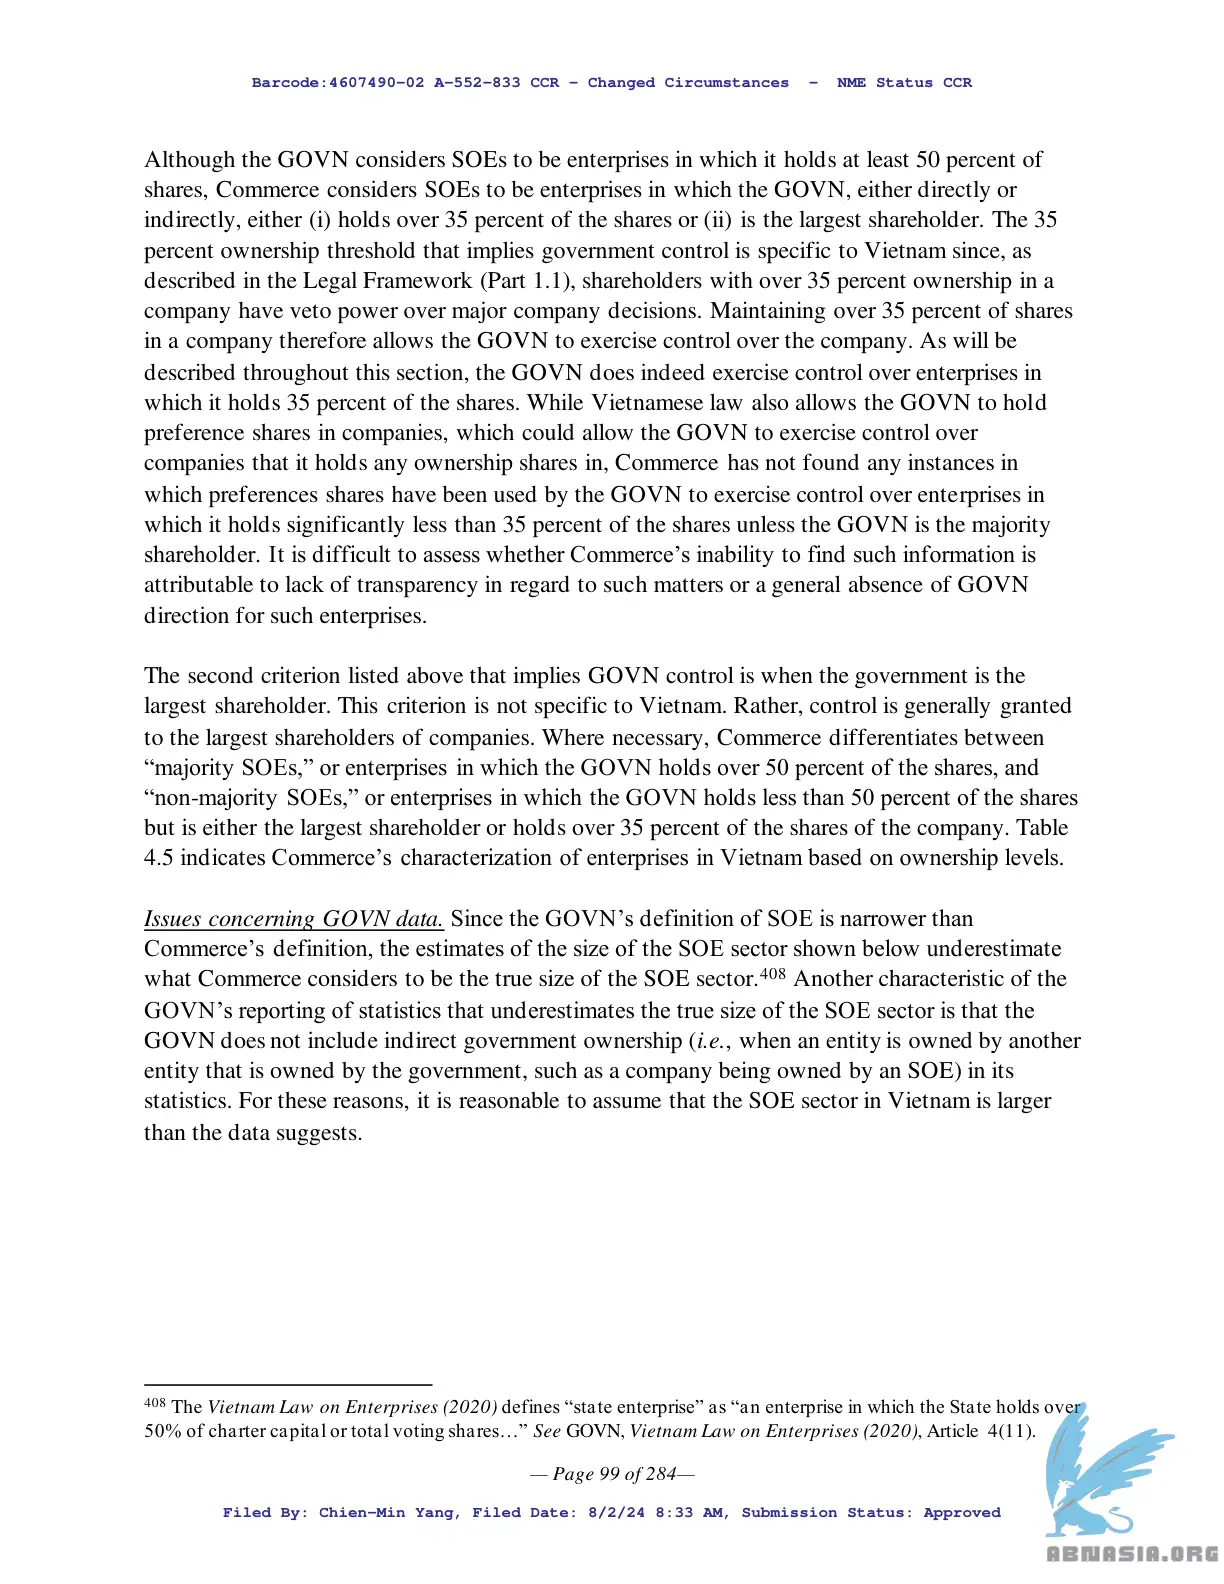 Barcode:4607490-02 A-552-833 CCR - Changed Circumstances - NME Status CCR
Although the GOVN considers SOEs to be enterprises in which it holds at least 50 percent of
shares, Commerce considers SOEs to be enterprises in which the GOVN, either directly or
indirectly, either (i) holds over 35 percent of the shares or (ii) is the largest shareholder. The 35
percent ownership threshold that implies government control is specific to Vietnam since, as
described in the Legal Framework (Part 1.1), shareholders with over 35 percent ownership in a
company have veto power over major company decisions. Maintaining over 35 percent of shares
in a company therefore allows the GOVN to exercise control over the company. As will be
described throughout this section, the GOVN does indeed exercise control over enterprises in
which it holds 35 percent of the shares. While Vietnamese law also allows the GOVN to hold
preference shares in companies, which could allow the GOVN to exercise control over
companies that it holds any ownership shares in, Commerce has not found any instances in
which preferences shares have been used by the GOVN to exercise control over enterprises in
which it holds significantly less than 35 percent of the shares unless the GOVN is the majority
shareholder. It is difficult to assess whether Commerce’s inability to find such information is
attributable to lack of transparency in regard to such matters or a general absence of GOVN
direction for such enterprises.
The second criterion listed above that implies GOVN control is when the government is the
largest shareholder. This criterion is not specific to Vietnam. Rather, control is generally granted
to the largest shareholders of companies. Where necessary, Commerce differentiates between
“majority SOEs,” or enterprises in which the GOVN holds over 50 percent of the shares, and
“non-majority SOEs,” or enterprises in which the GOVN holds less than 50 percent of the shares
but is either the largest shareholder or holds over 35 percent of the shares of the company. Table
4.5 indicates Commerce’s characterization of enterprises in Vietnam based on ownership levels.
Issues concerning GOVN data. Since the GOVN’s definition of SOE is narrower than
Commerce’s definition, the estimates of the size of the SOE sector shown below underestimate
what Commerce considers to be the true size of the SOE sector.408 Another characteristic of the
GOVN’s reporting of statistics that underestimates the true size of the SOE sector is that the
GOVN does not include indirect government ownership (i.e., when an entity is owned by another
entity that is owned by the government, such as a company being owned by an SOE) in its
statistics. For these reasons, it is reasonable to assume that the SOE sector in Vietnam is larger
than the data suggests.
408 The Vietnam Law on Enterprises (2020) defines “state enterprise” as “an enterprise in which the State holds over
50% of charter capital or total voting shares…” See GOVN, Vietnam Law on Enterprises (2020), Article 4(11).
— Page 99 of 284—
Filed By: Chien-Min Yang, Filed Date: 8/2/24 8:33 AM, Submission Status: Approved
ABNASIA.ORG